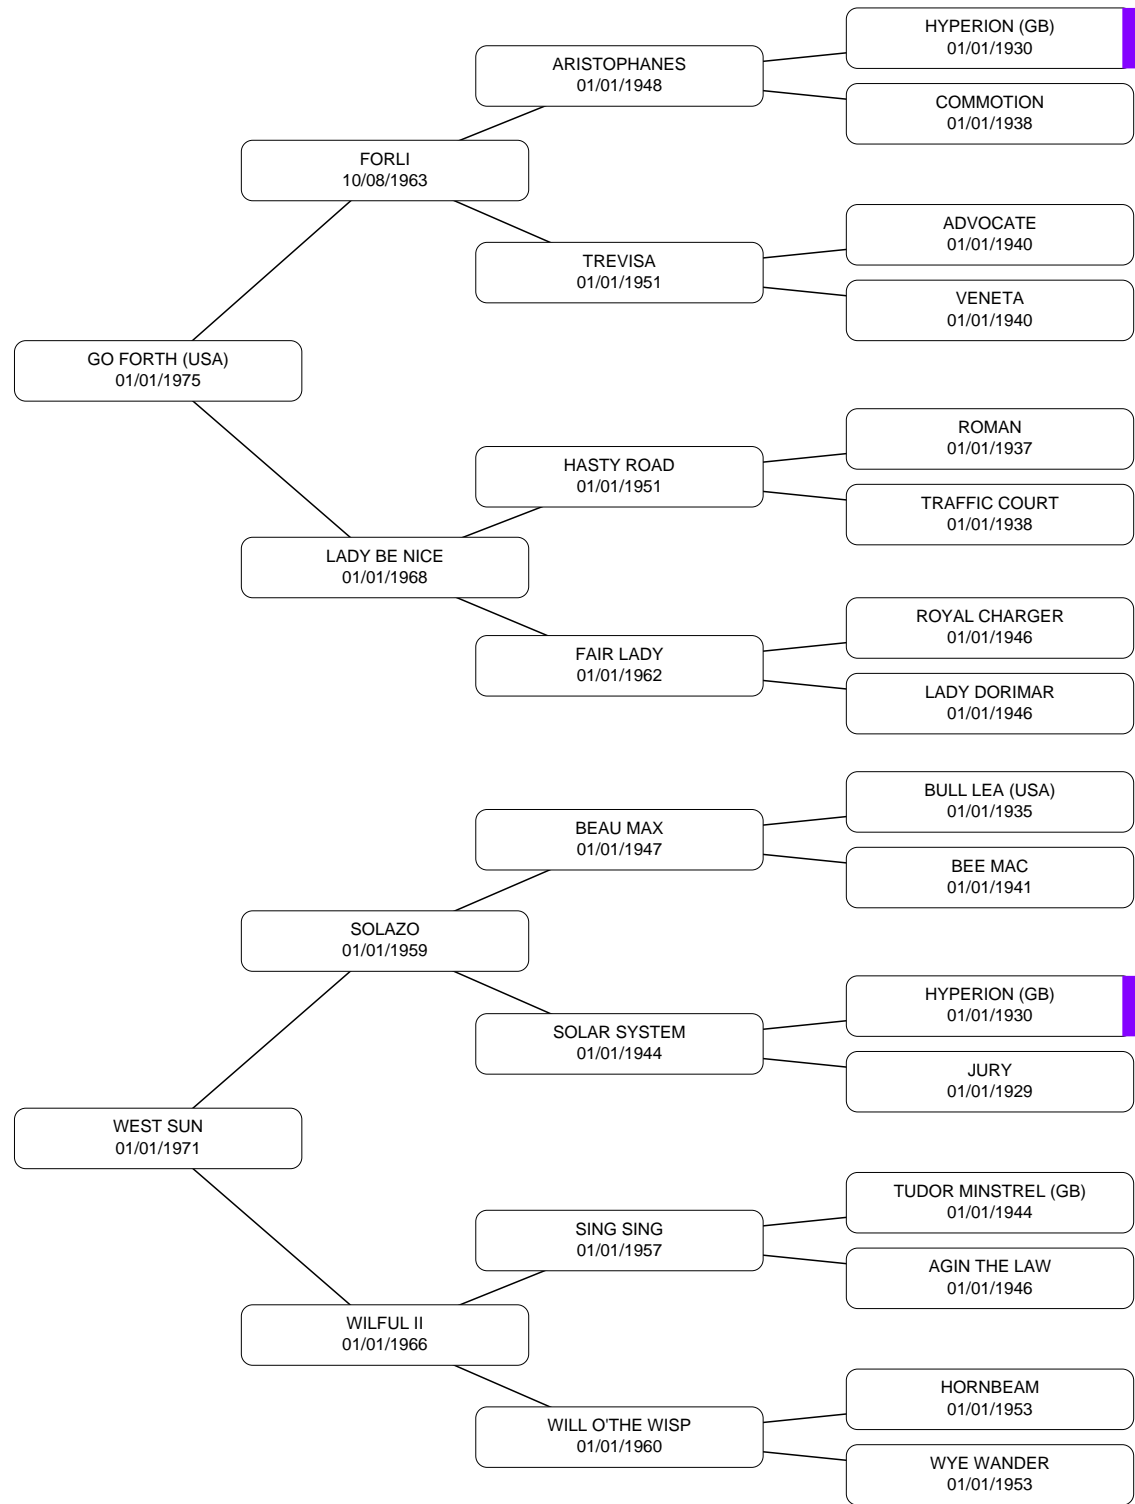 HYPERION (GB)
01/01/1930
ARISTOPHANES
01/01/1948
COMMOTION
01/01/1938
FORLI
10/08/1963
ADVOCATE
01/01/1940
TREVISA
01/01/1951
VENETA
01/01/1940
GO FORTH (USA)
01/01/1975
ROMAN
01/01/1937
HASTY ROAD
01/01/1951
TRAFFIC COURT
01/01/1938
LADY BE NICE
01/01/1968
ROYAL CHARGER
01/01/1946
FAIR LADY
01/01/1962
LADY DORIMAR
01/01/1946
BULL LEA (USA)
01/01/1935
BEAU MAX
01/01/1947
BEE MAC
01/01/1941
SOLAZO
01/01/1959
HYPERION (GB)
01/01/1930
SOLAR SYSTEM
01/01/1944
JURY
01/01/1929
WEST SUN
01/01/1971
TUDOR MINSTREL (GB)
01/01/1944
SING SING
01/01/1957
AGIN THE LAW
01/01/1946
WILFUL II
01/01/1966
HORNBEAM
01/01/1953
WILL O'THE WISP
01/01/1960
WYE WANDER
01/01/1953